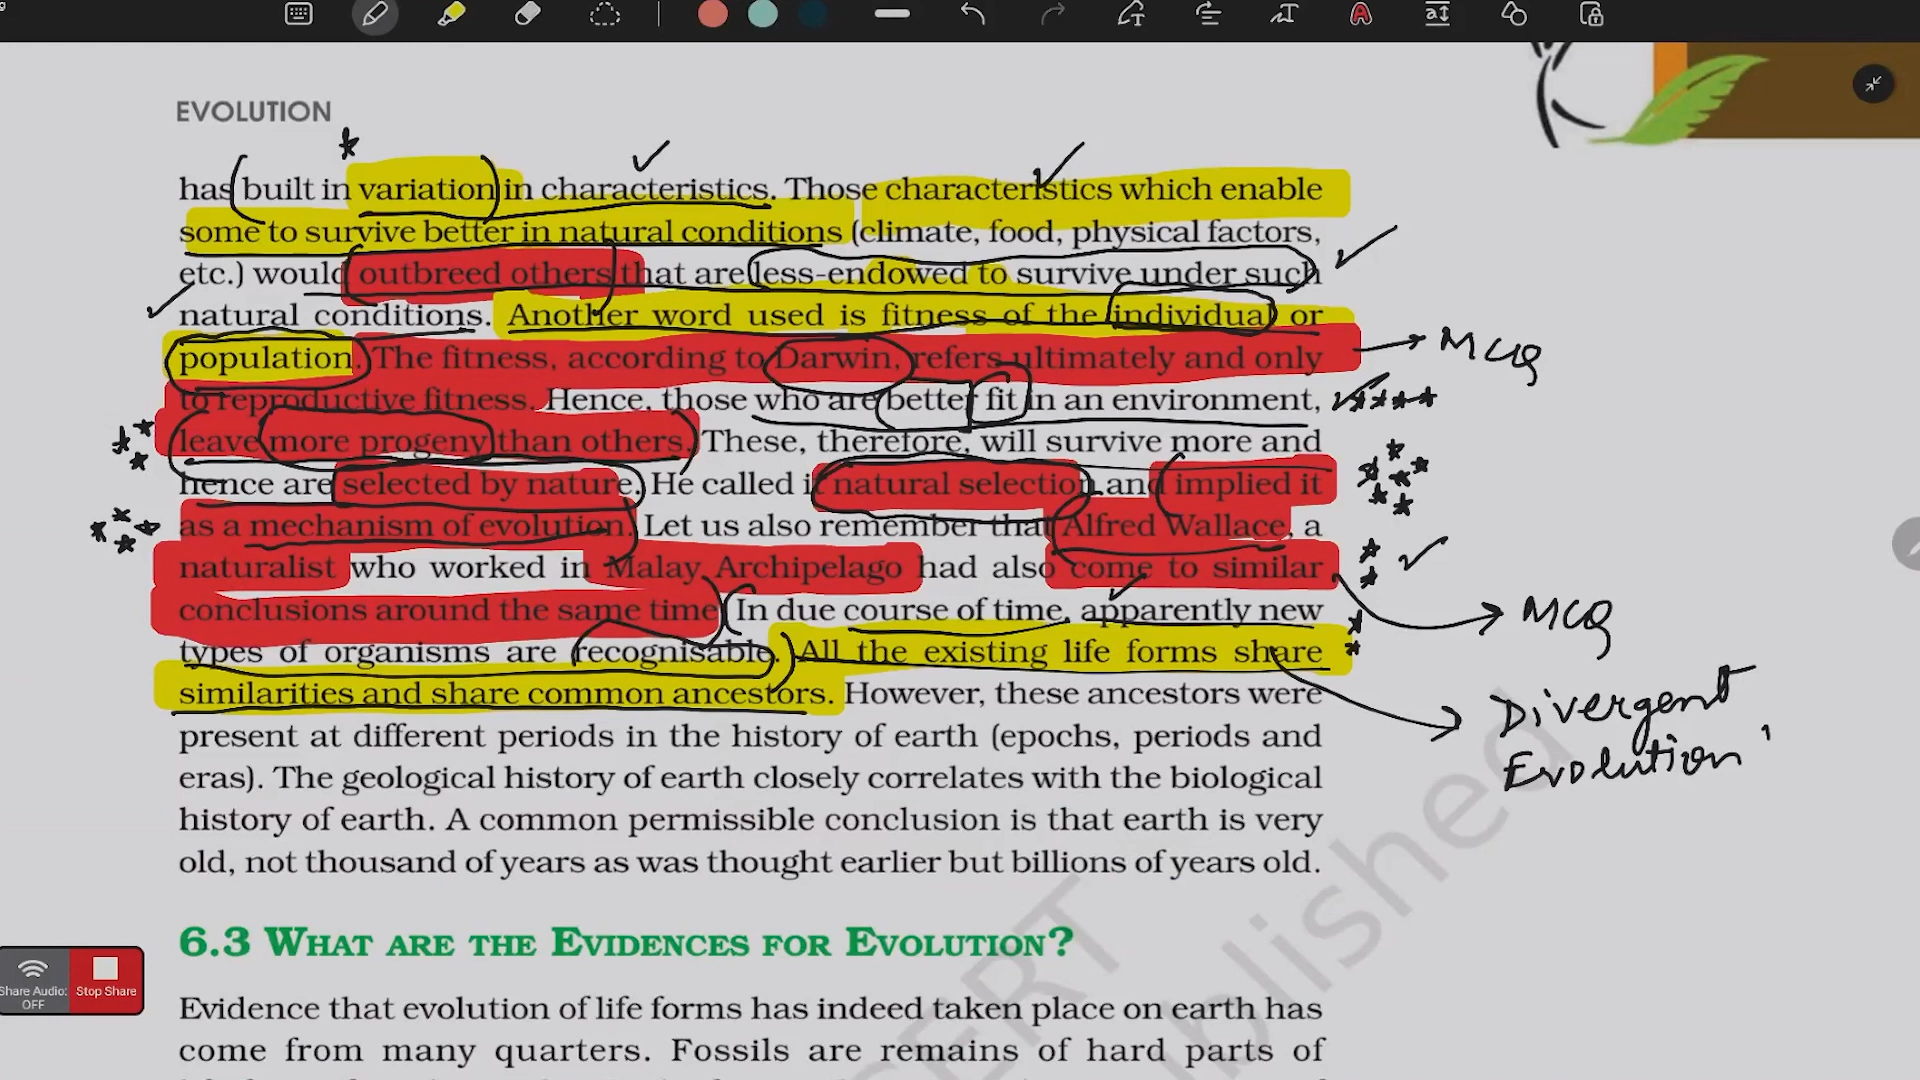 EVOLUTION
has built in variation in characteristics. Those characteristics which enable
some to survive better in natural conditions (climate, food, physical factors,
etc.) would outbreed others that are less-endowed to survive under such
natural conditions. Another word used is fitness of the individual or
population. The fitness, according to Darwin, refers ultimately and only
MCQ
to reproductive fitness. Hence, those who are better fit in an environment,
leave more progeny than others. These, therefore, will survive more and
hence are selected by nature. He called it natural selection and implied it
as a mechanism of evolution. Let us also remember that Alfred Wallace, a
naturalist who worked in Malay Archipelago had also come to similar
conclusions around the same time. In due course of time, apparently new
MCQ
types of organisms are recognisable. All the existing life forms share
similarities and share common ancestors. However, these ancestors were
Divergent
Evolution
present at different periods in the history of earth (epochs, periods and
eras). The geological history of earth closely correlates with the biological
history of earth. A common permissible conclusion is that earth is very
old, not thousand of years as was thought earlier but billions of years old.
6.3 WHAT ARE THE EVIDENCES FOR EVOLUTION?
Share Audio: OFF
Stop Share
Evidence that evolution of life forms has indeed taken place on earth has
come from many quarters. Fossils are remains of hard parts of